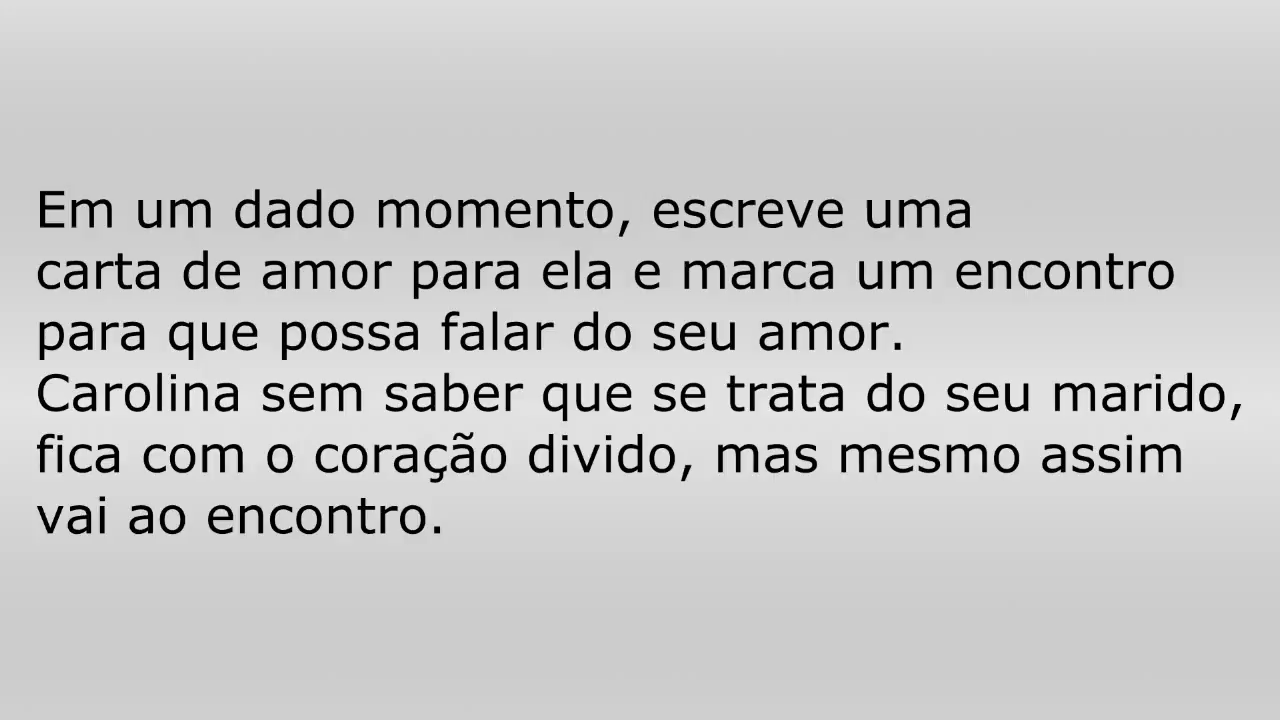 Em um dado momento, escreve uma
carta de amor para ela e marca um encontro
para que possa falar do seu amor.
Carolina sem saber que se trata do seu marido,
fica com o coração divido, mas mesmo assim
vai ao encontro.